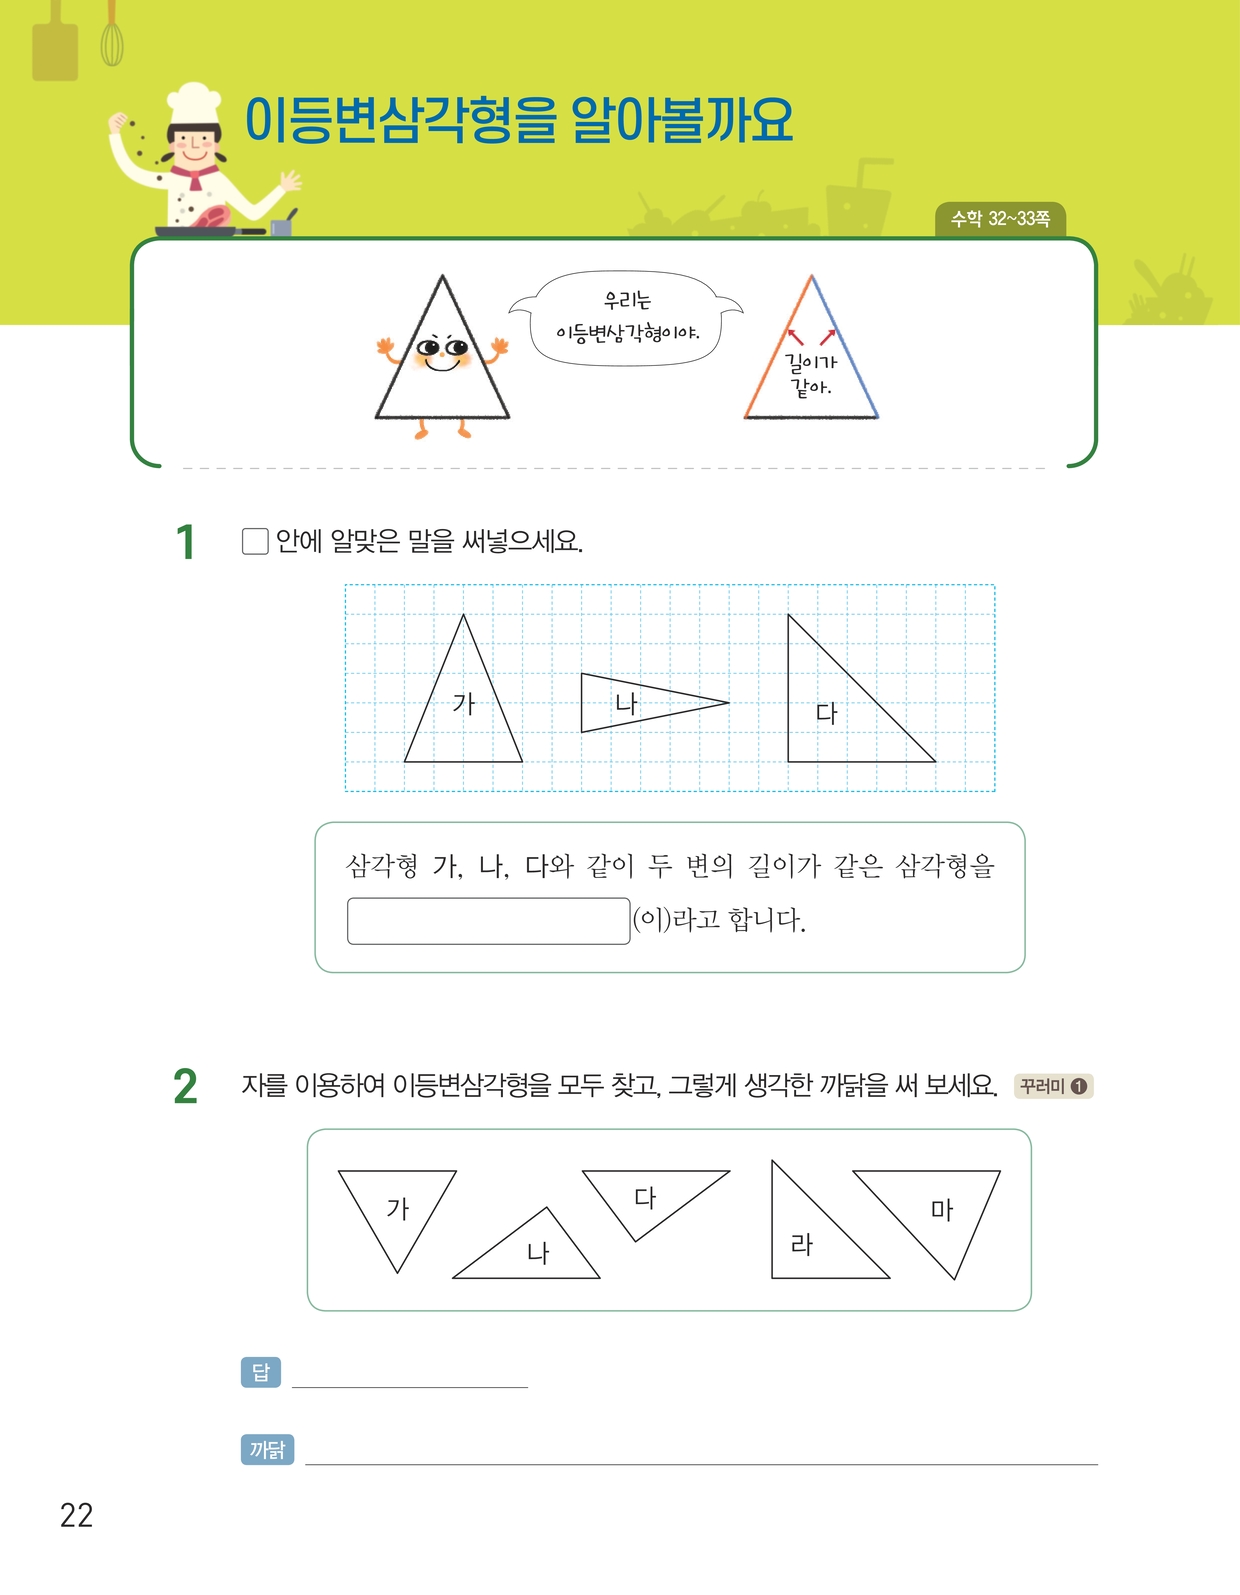 이등변삼각형을 알아볼까요
수학 32~33쪽
우리는
이등변삼각형이야.
길이가
같아.
1 □ 안에 알맞은 말을 써넣으세요.
가
나
다
삼각형 가, 나, 다와 같이 두 변의 길이가 같은 삼각형을
(이)라고 합니다.
2 자를 이용하여 이등변삼각형을 모두 찾고, 그렇게 생각한 까닭을 써 보세요. 꾸러미 ❶
가
나
다
라
마
답
까닭
22